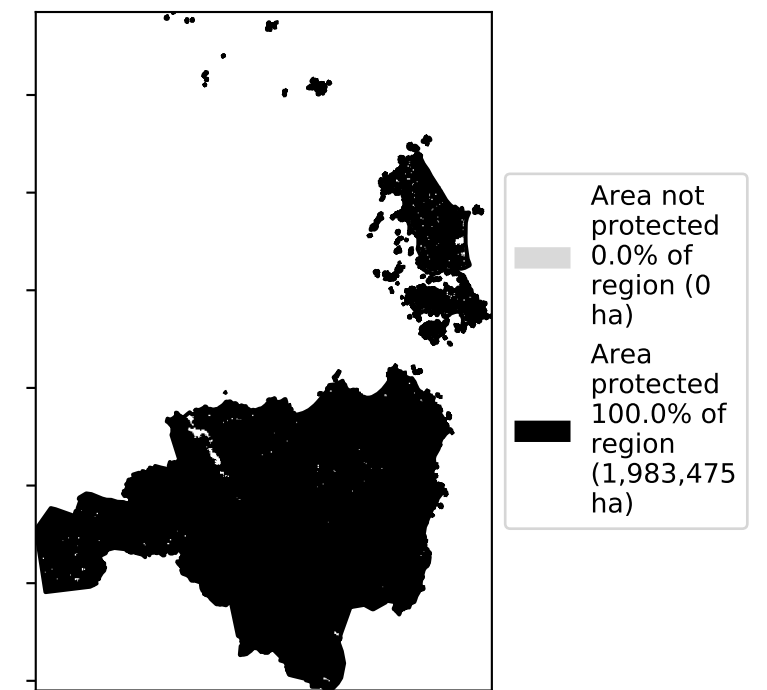 Area not
protected
0.0% of
region (0
ha)
Area
protected
100.0% of
region
(1,983,475
ha)